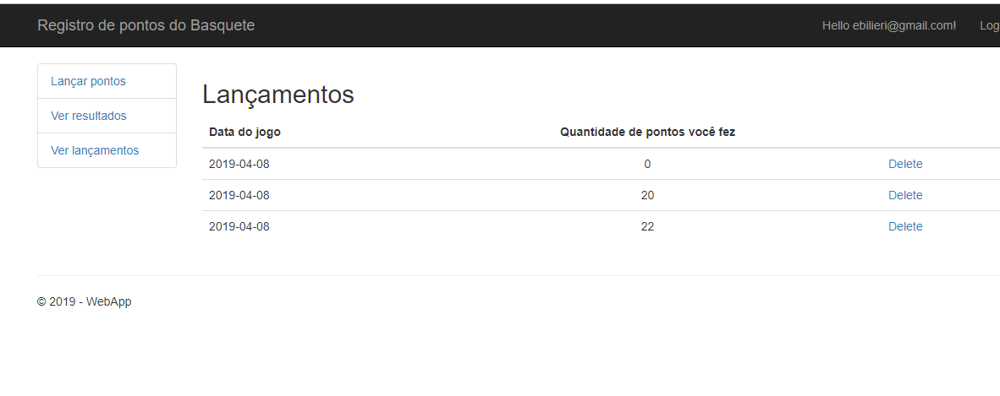 Registro de pontos do Basquete Hello ebilieri@gmail.com! Log
Lançar pontos
Ver resultados
Ver lançamentos
Lançamentos
Data do jogo Quantidade de pontos você fez
2019-04-08 0 Delete
2019-04-08 20 Delete
2019-04-08 22 Delete
© 2019 - WebApp